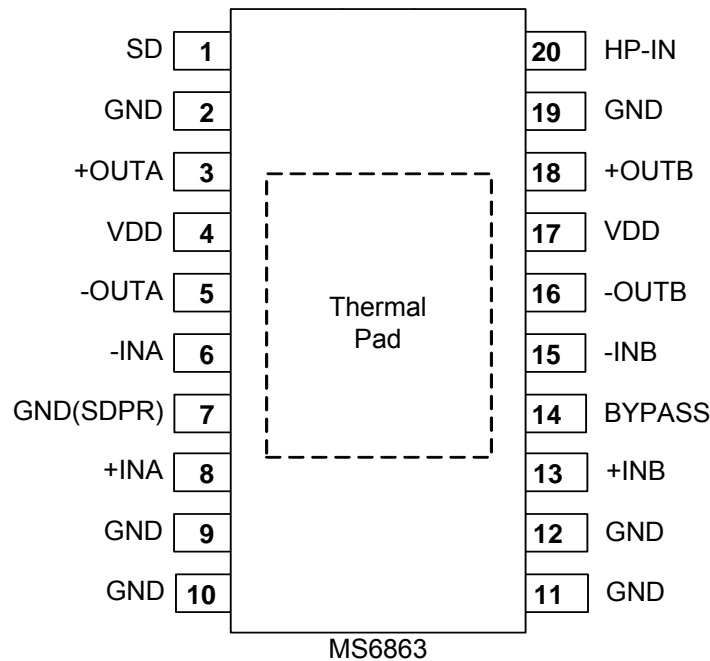 SD 1 20 HP-IN
GND 2 19 GND
+OUTA 3 18 +OUTB
VDD 4 17 VDD
-OUTA 5 16 -OUTB
-INA 6 15 -INB
GND(SDPR) 7 14 BYPASS
+INA 8 13 +INB
GND 9 12 GND
GND 10 11 GND
Thermal
Pad
MS6863